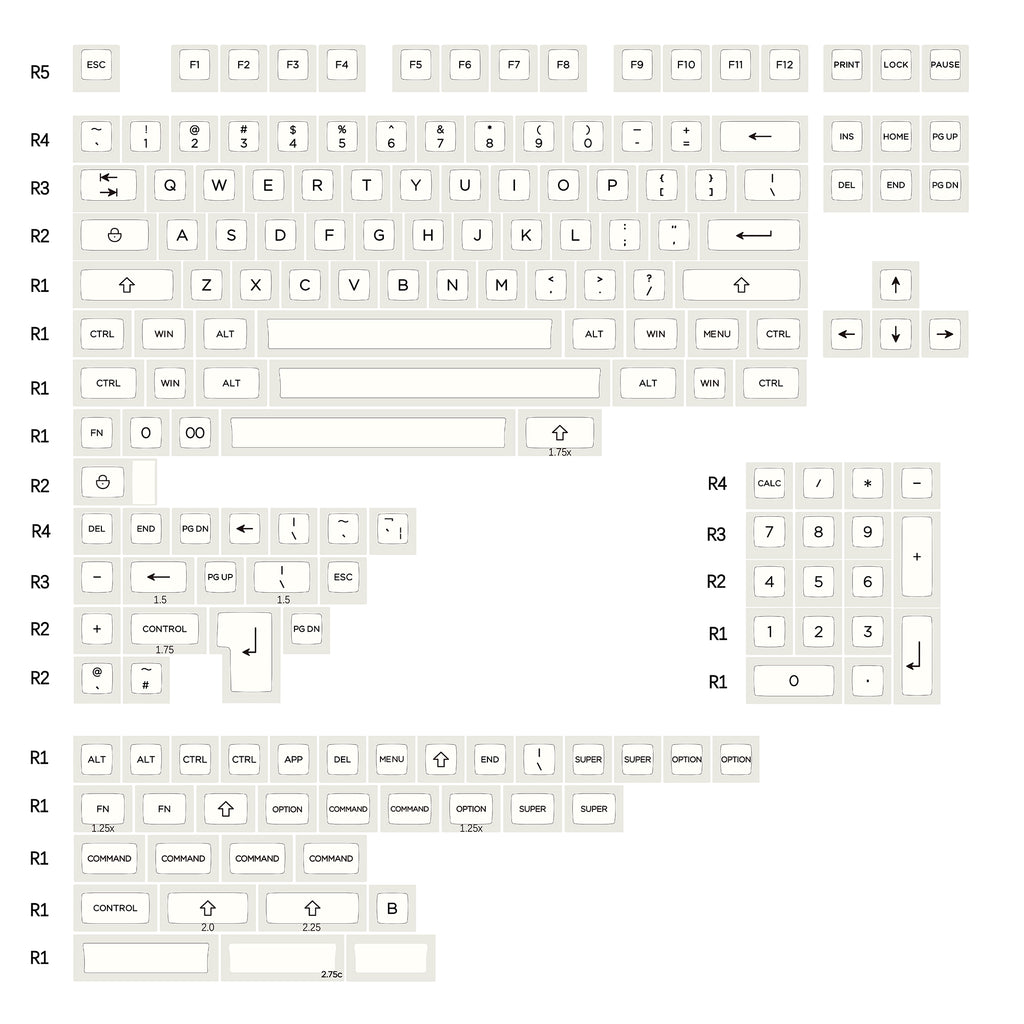 R5 ESC F1 F2 F3 F4 F5 F6 F7 F8 F9 F10 F11 F12 PRINT LOCK PAUSE
~ ! @ # $ % ^ & * ( ) — +
R4 ` 1 2 3 4 5 6 7 8 9 0 - = ← INS HOME PG UP
R3 ⇤ ⇥ Q W E R T Y U I O P { [ } ] | \ DEL END PG DN
R2 A S D F G H J K L : ; " ' ↵
R1 ⇧ Z X C V B N M < . > . ? / ⇧ ↑
R1 CTRL WIN ALT ALT WIN MENU CTRL ← ↓ →
R1 CTRL WIN ALT ALT WIN CTRL
R1 FN 0 00 ⇧
1.75x
R2
R4 CALC / * −
R4 DEL END PG DN ← | \ ~ ` ¬ ` ¦
R3 7 8 9 +
R3 − ← PG UP | \ ESC
1.5 1.5
R2 4 5 6
R2 + CONTROL ↵ PG DN
1.75
R1 1 2 3 ↵
R2 @ ' ~ #
R1 0 .
R1 ALT ALT CTRL CTRL APP DEL MENU ⇧ END | \ SUPER SUPER OPTION OPTION
R1 FN FN ⇧ OPTION COMMAND COMMAND OPTION SUPER SUPER
1.25x 1.25x
R1 COMMAND COMMAND COMMAND COMMAND
R1 CONTROL ⇧ ⇧ B
2.0 2.25
R1
2.75c